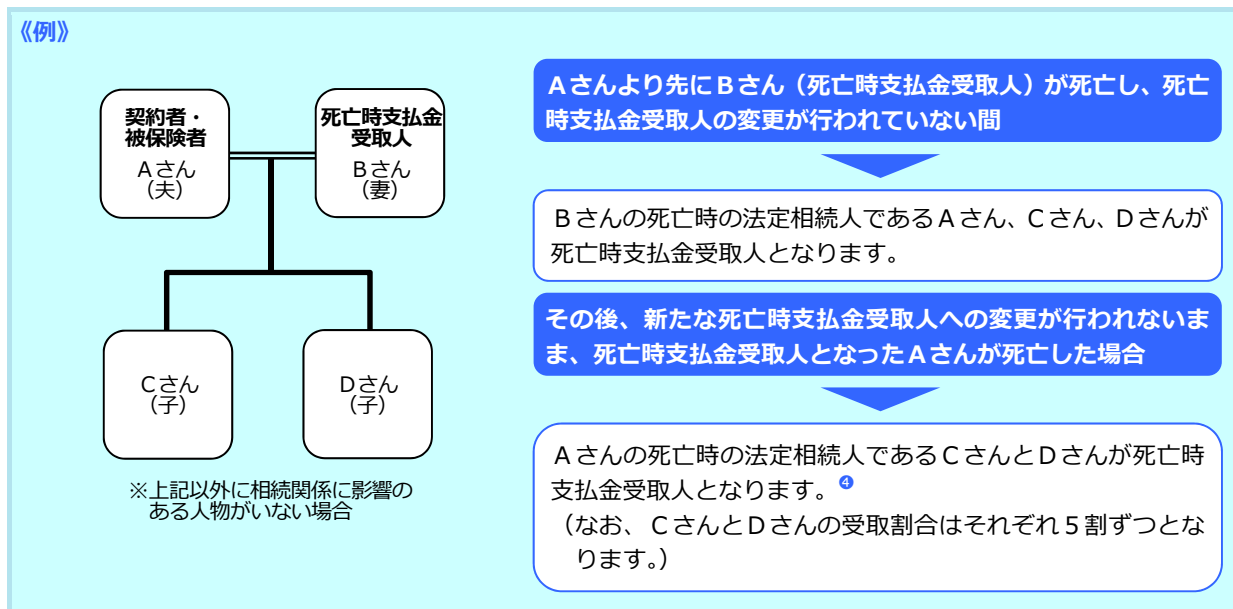 《例》
契約者・
被保険者
Aさん
（夫）
死亡時支払金
受取人
Bさん
（妻）
Cさん
（子）
Dさん
（子）
※上記以外に相続関係に影響の
ある人物がいない場合
Aさんより先にBさん（死亡時支払金受取人）が死亡し、死亡
時支払金受取人の変更が行われていない間
Bさんの死亡時の法定相続人であるAさん、Cさん、Dさんが
死亡時支払金受取人となります。
その後、新たな死亡時支払金受取人への変更が行われないま
ま、死亡時支払金受取人となったAさんが死亡した場合
Aさんの死亡時の法定相続人であるCさんとDさんが死亡時
支払金受取人となります。❹
（なお、CさんとDさんの受取割合はそれぞれ５割ずつとな
ります。）